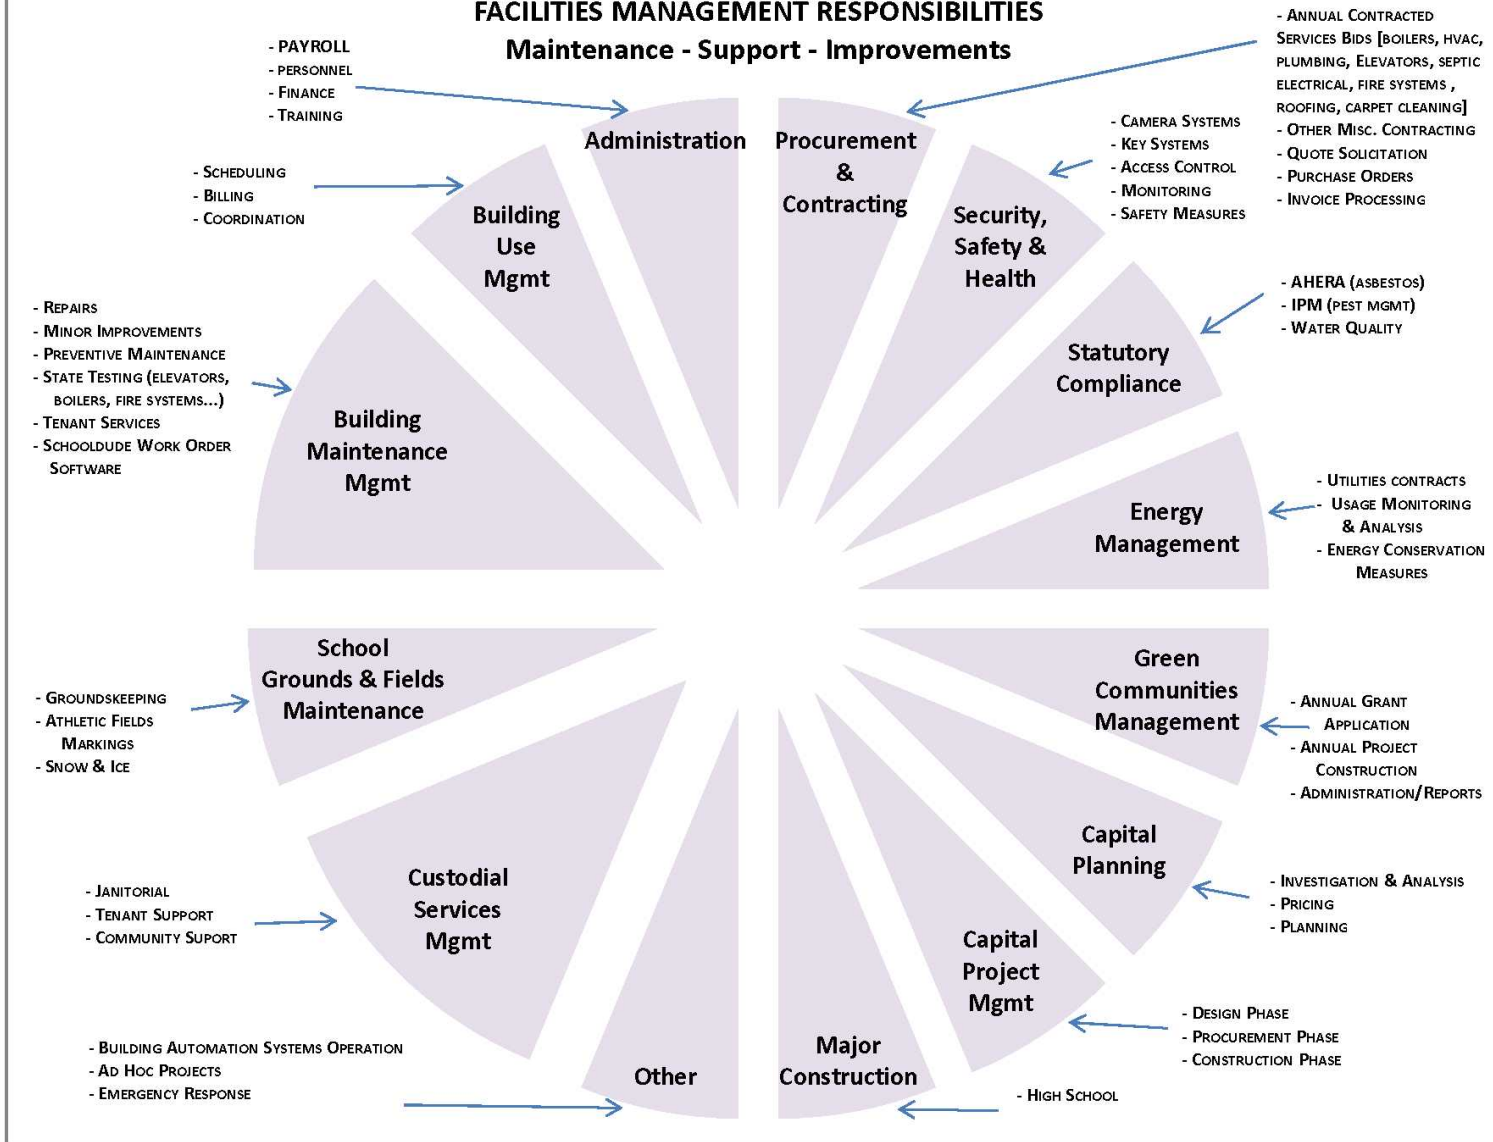 FACILITIES MANAGEMENT RESPONSIBILITIES
Maintenance - Support - Improvements
- PAYROLL
- PERSONNEL
- FINANCE
- TRAINING
Administration
Procurement
&
Contracting
- ANNUAL CONTRACTED
SERVICES BIDS [BOILERS, HVAC,
PLUMBING, ELEVATORS, SEPTIC
ELECTRICAL, FIRE SYSTEMS ,
ROOFING, CARPET CLEANING]
- OTHER MISC. CONTRACTING
- QUOTE SOLICITATION
- PURCHASE ORDERS
- INVOICE PROCESSING
- SCHEDULING
- BILLING
- COORDINATION
Building
Use
Mgmt
Security,
Safety &
Health
- CAMERA SYSTEMS
- KEY SYSTEMS
- ACCESS CONTROL
- MONITORING
- SAFETY MEASURES
Statutory
Compliance
- AHERA (ASBESTOS)
- IPM (PEST MGMT)
- WATER QUALITY
- REPAIRS
- MINOR IMPROVEMENTS
- PREVENTIVE MAINTENANCE
- STATE TESTING (ELEVATORS,
BOILERS, FIRE SYSTEMS...)
- TENANT SERVICES
- SCHOOLDUDE WORK ORDER
SOFTWARE
Building
Maintenance
Mgmt
Energy
Management
- UTILITIES CONTRACTS
- USAGE MONITORING
& ANALYSIS
- ENERGY CONSERVATION
MEASURES
School
Grounds & Fields
Maintenance
- GROUNDSKEEPING
- ATHLETIC FIELDS
MARKINGS
- SNOW & ICE
Green
Communities
Management
- ANNUAL GRANT
APPLICATION
- ANNUAL PROJECT
CONSTRUCTION
- ADMINISTRATION/REPORTS
Custodial
Services
Mgmt
- JANITORIAL
- TENANT SUPPORT
- COMMUNITY SUPORT
Capital
Planning
- INVESTIGATION & ANALYSIS
- PRICING
- PLANNING
Capital
Project
Mgmt
- DESIGN PHASE
- PROCUREMENT PHASE
- CONSTRUCTION PHASE
- BUILDING AUTOMATION SYSTEMS OPERATION
- AD HOC PROJECTS
- EMERGENCY RESPONSE
Other
Major
Construction
- HIGH SCHOOL